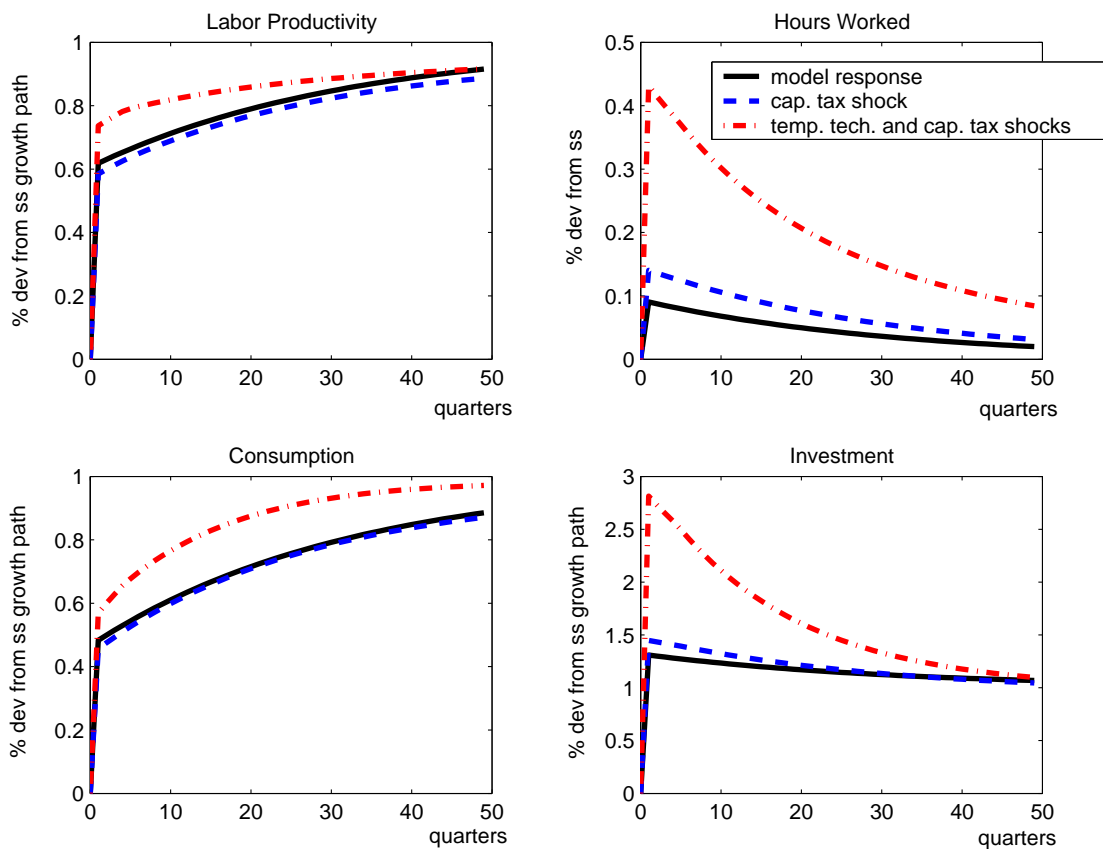 Labor Productivity
% dev from ss growth path
1
0.8
0.6
0.4
0.2
0
0 10 20 30 40 50
quarters
Hours Worked
% dev from ss
0.5
0.4
0.3
0.2
0.1
0
0 10 20 30 40 50
quarters
model response
cap. tax shock
temp. tech. and cap. tax shocks
Consumption
% dev from ss growth path
1
0.8
0.6
0.4
0.2
0
0 10 20 30 40 50
quarters
Investment
% dev from ss growth path
3
2.5
2
1.5
1
0.5
0
0 10 20 30 40 50
quarters